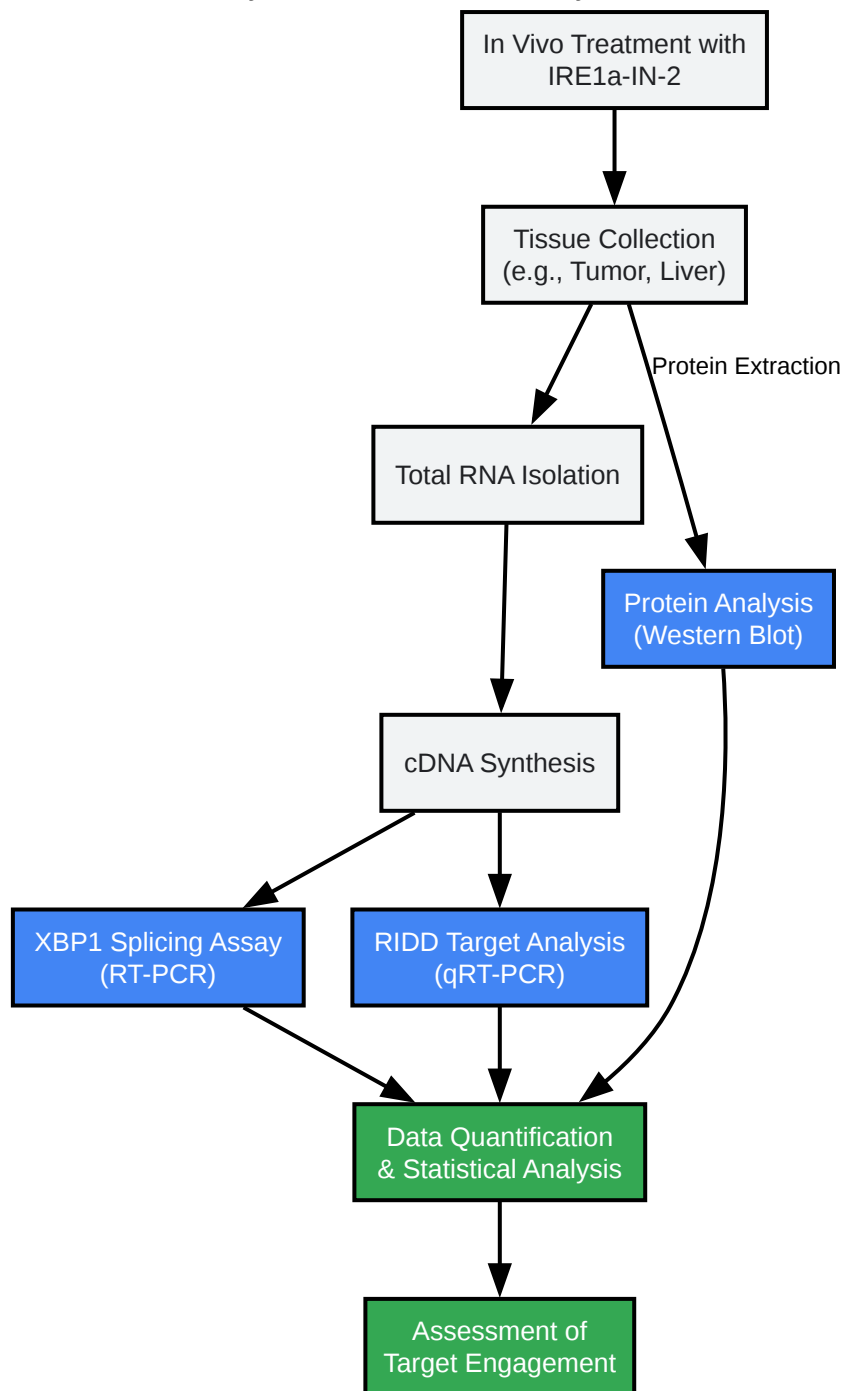 In Vivo Treatment with
IRE1a-IN-2
Tissue Collection
(e.g., Tumor, Liver)
Protein Extraction
Total RNA Isolation
Protein Analysis
(Western Blot)
cDNA Synthesis
XBP1 Splicing Assay
(RT-PCR)
RIDD Target Analysis
(qRT-PCR)
Data Quantification
& Statistical Analysis
Assessment of
Target Engagement